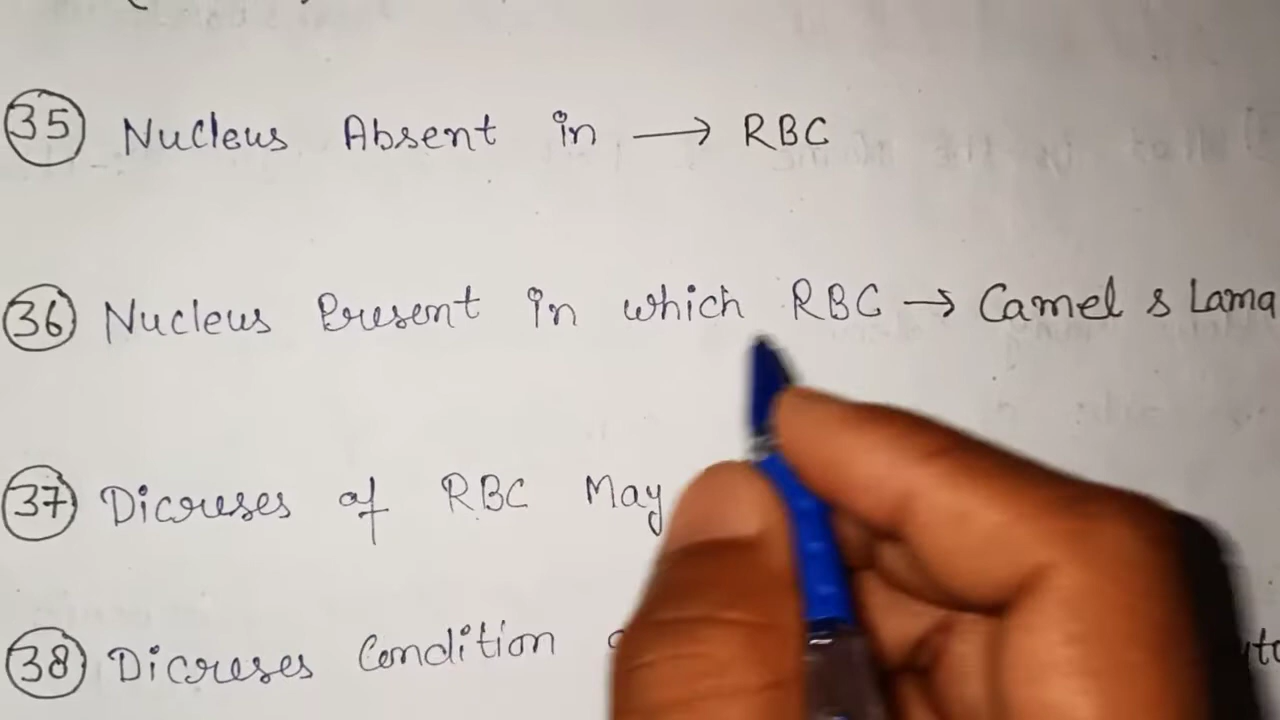 35 Nucleus Absent in → RBC
36 Nucleus Present in which RBC → Camel & Lama
37 Dicreses of RBC May
38 Dicreses Condition